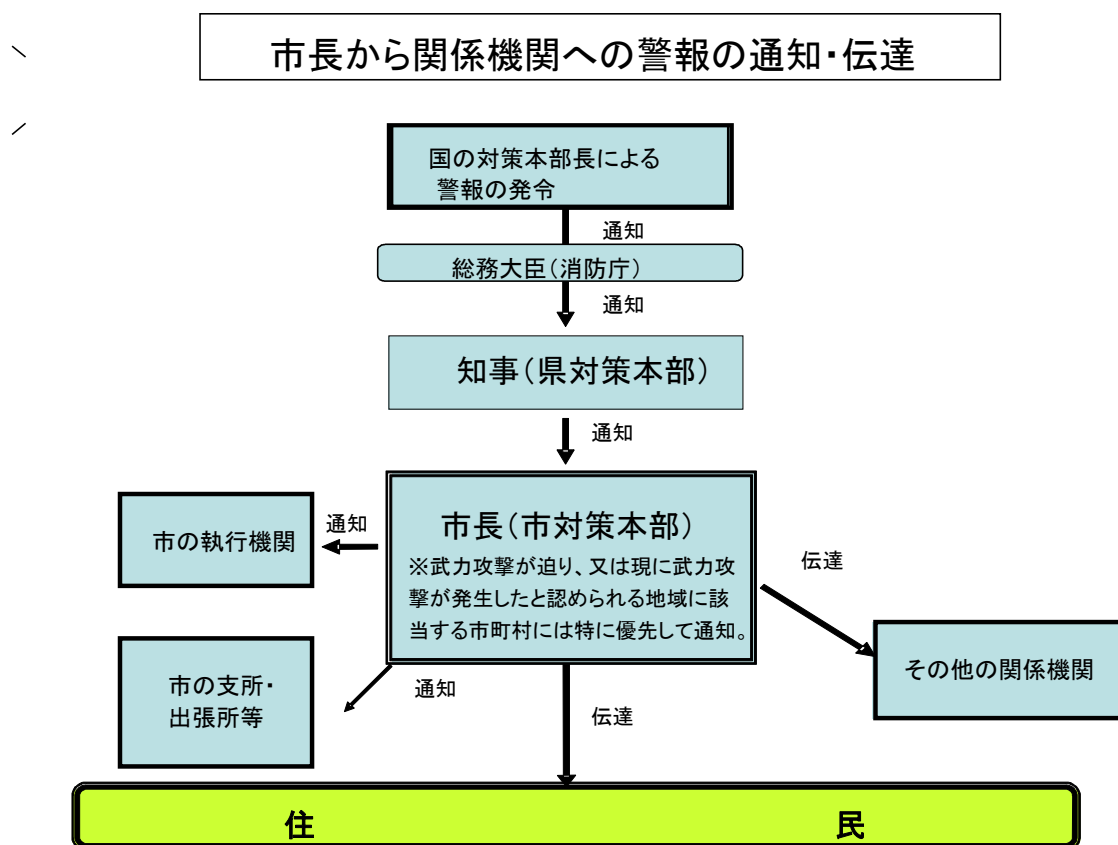 市長から関係機関への警報の通知・伝達
国の対策本部長による
警報の発令
通知
総務大臣(消防庁)
通知
知事(県対策本部)
通知
市長(市対策本部)
※武力攻撃が迫り、又は現に武力攻
撃が発生したと認められる地域に該
当する市町村には特に優先して通知。
通知
市の執行機関
伝達
その他の関係機関
通知
市の支所・
出張所等
伝達
住 民